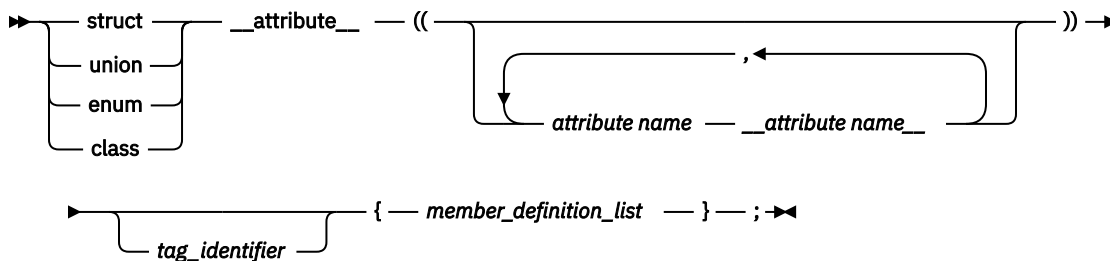 struct __attribute__ (( ))
union
,
enum
attribute name __attribute name__
class
{ member_definition_list } ;
tag_identifier